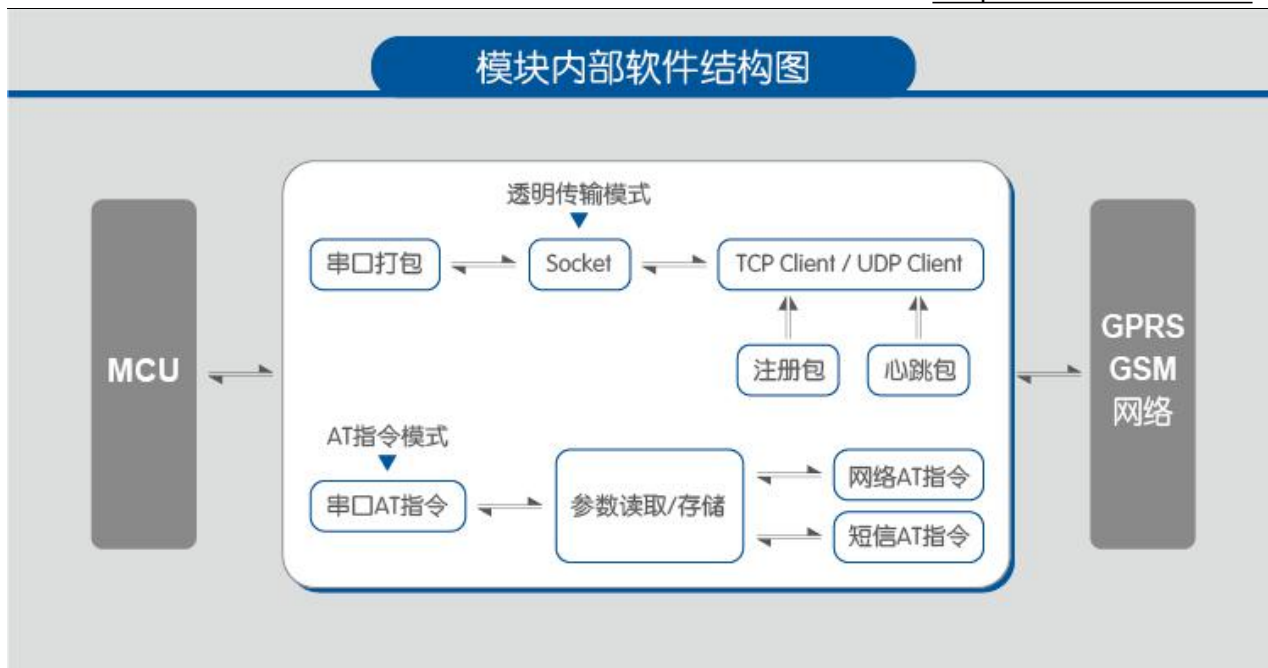 模块内部软件结构图
透明传输模式
串口打包
Socket
TCP Client / UDP Client
注册包
心跳包
MCU
GPRS
GSM
网络
AT指令模式
串口AT指令
参数读取/存储
网络AT指令
短信AT指令